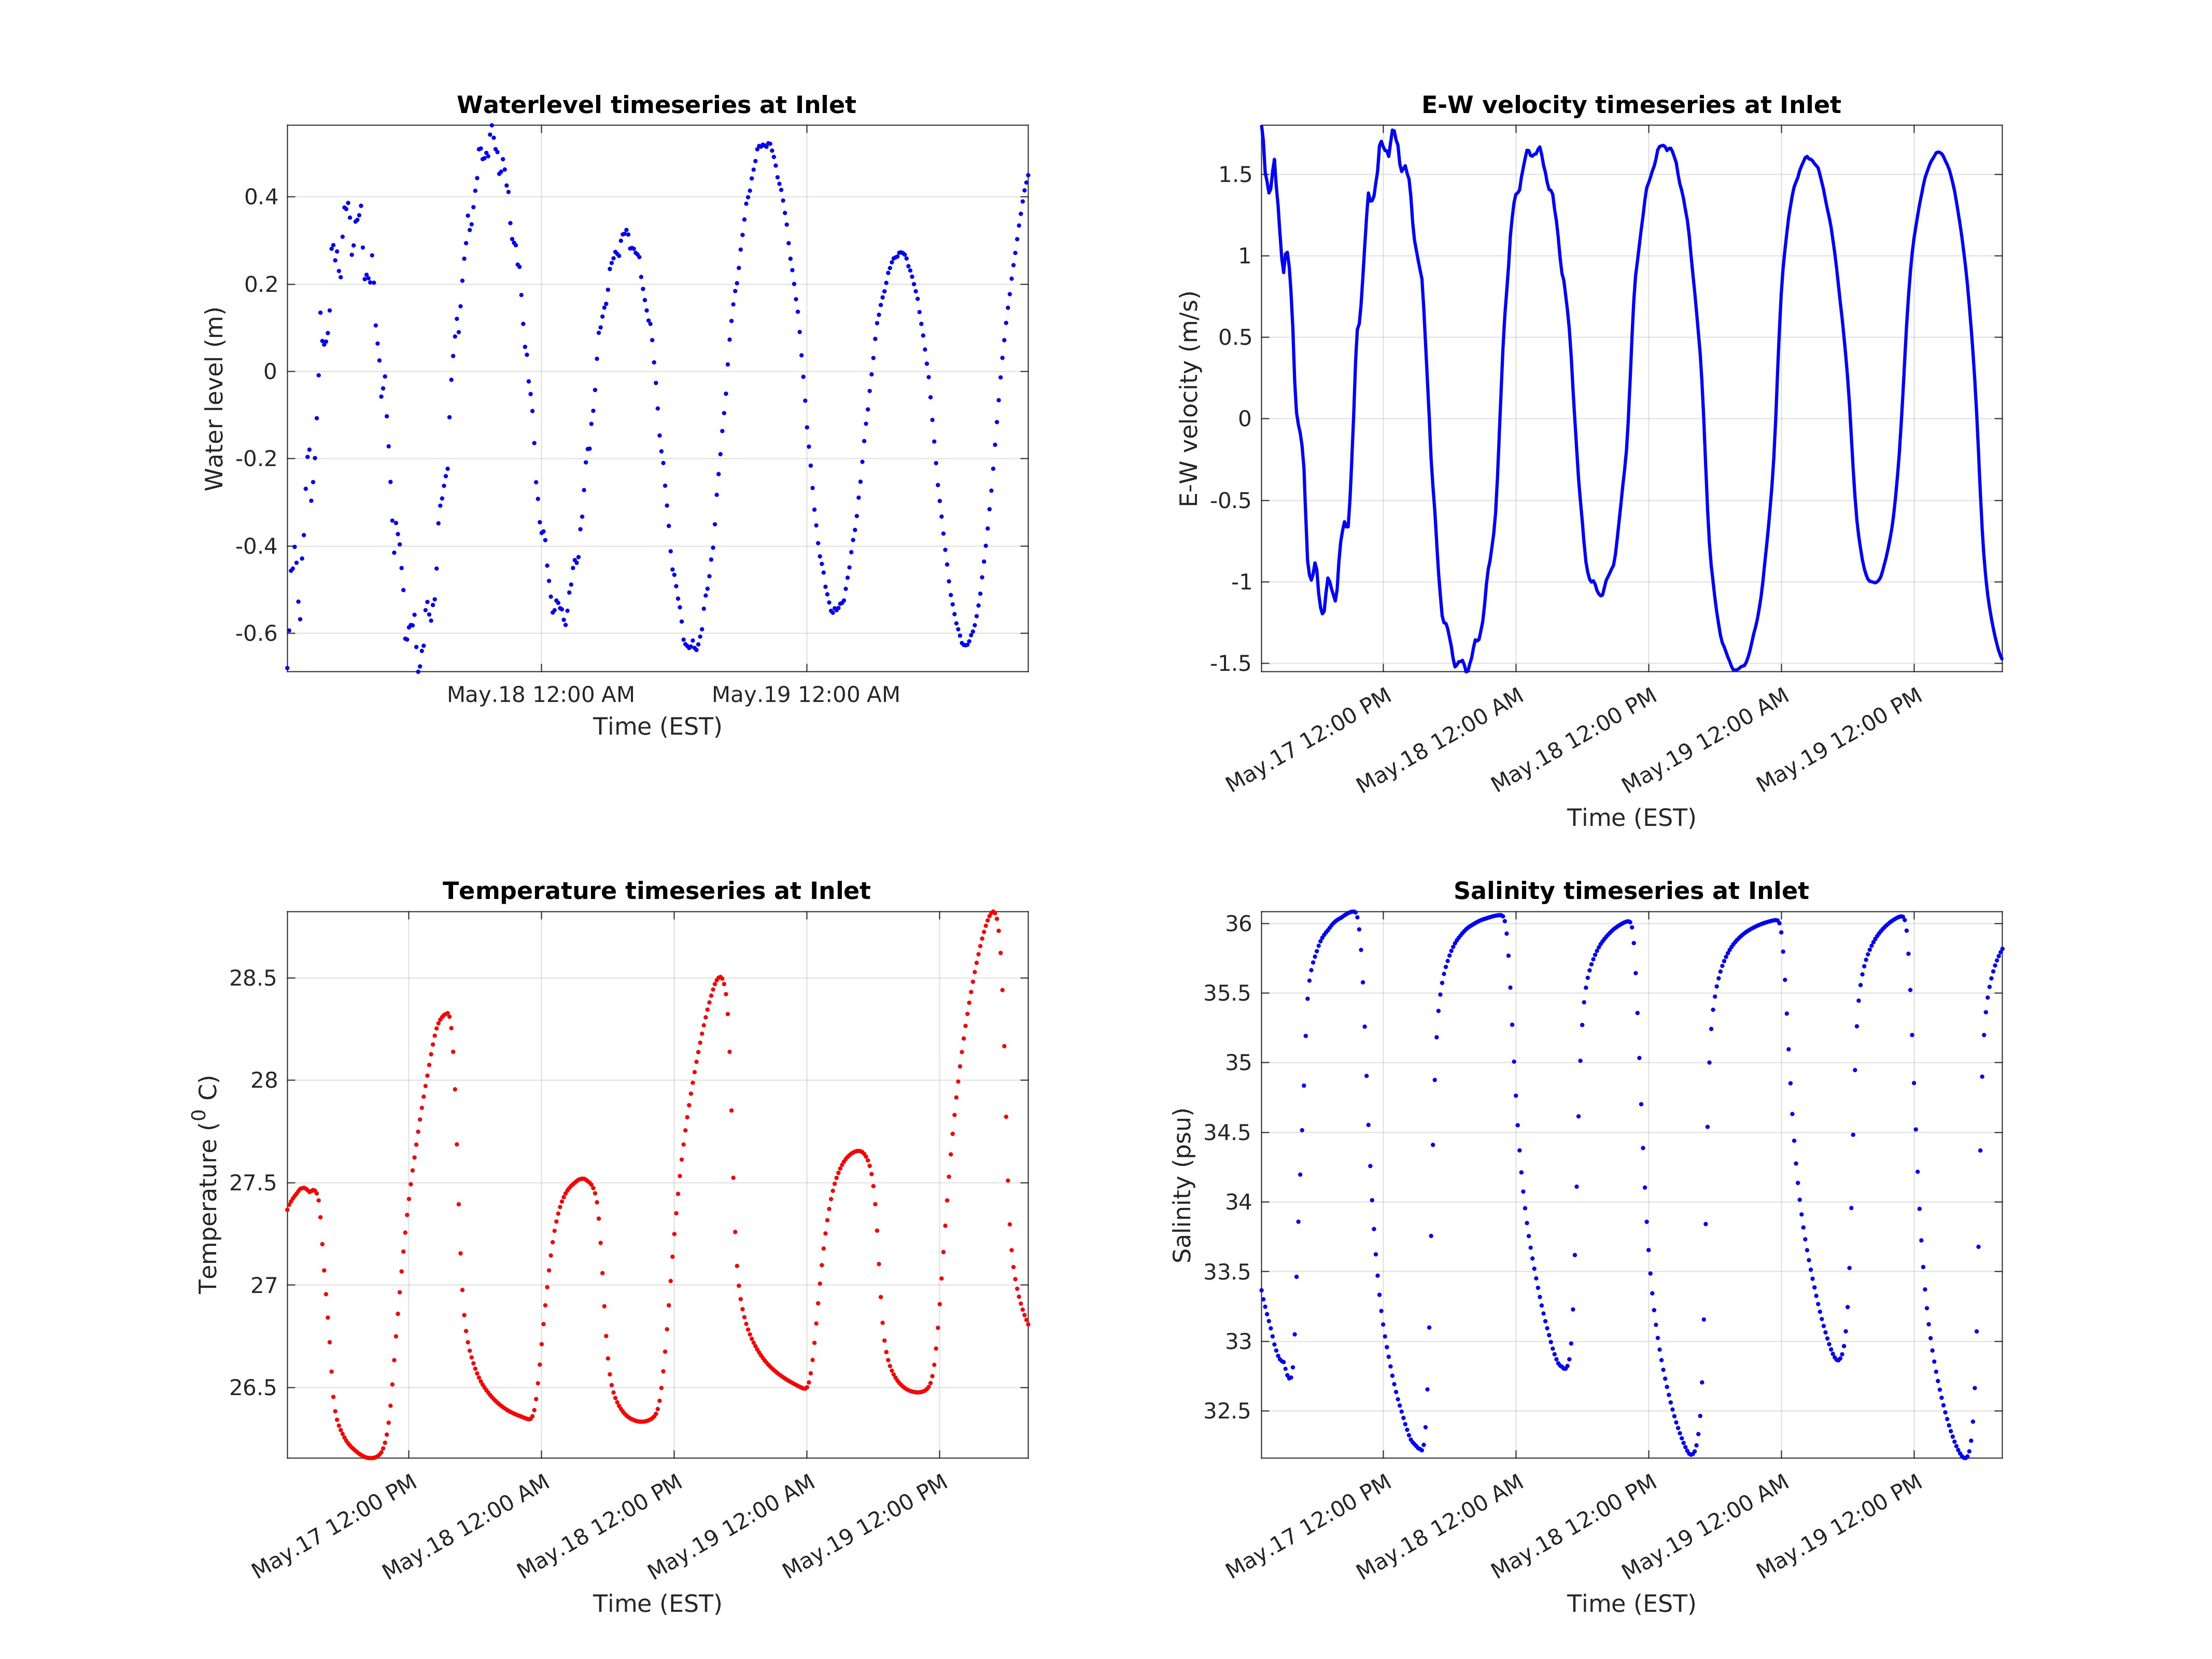 Waterlevel timeseries at Inlet
Water level (m)
0.4
0.2
0
-0.2
-0.4
-0.6
May.18 12:00 AM
May.19 12:00 AM
Time (EST)
E-W velocity timeseries at Inlet
E-W velocity (m/s)
1.5
1
0.5
0
-0.5
-1
-1.5
May.17 12:00 PM
May.18 12:00 AM
May.18 12:00 PM
May.19 12:00 AM
May.19 12:00 PM
Time (EST)
Temperature timeseries at Inlet
Temperature (⁰ C)
28.5
28
27.5
27
26.5
May.17 12:00 PM
May.18 12:00 AM
May.18 12:00 PM
May.19 12:00 AM
May.19 12:00 PM
Time (EST)
Salinity timeseries at Inlet
Salinity (psu)
36
35.5
35
34.5
34
33.5
33
32.5
May.17 12:00 PM
May.18 12:00 AM
May.18 12:00 PM
May.19 12:00 AM
May.19 12:00 PM
Time (EST)